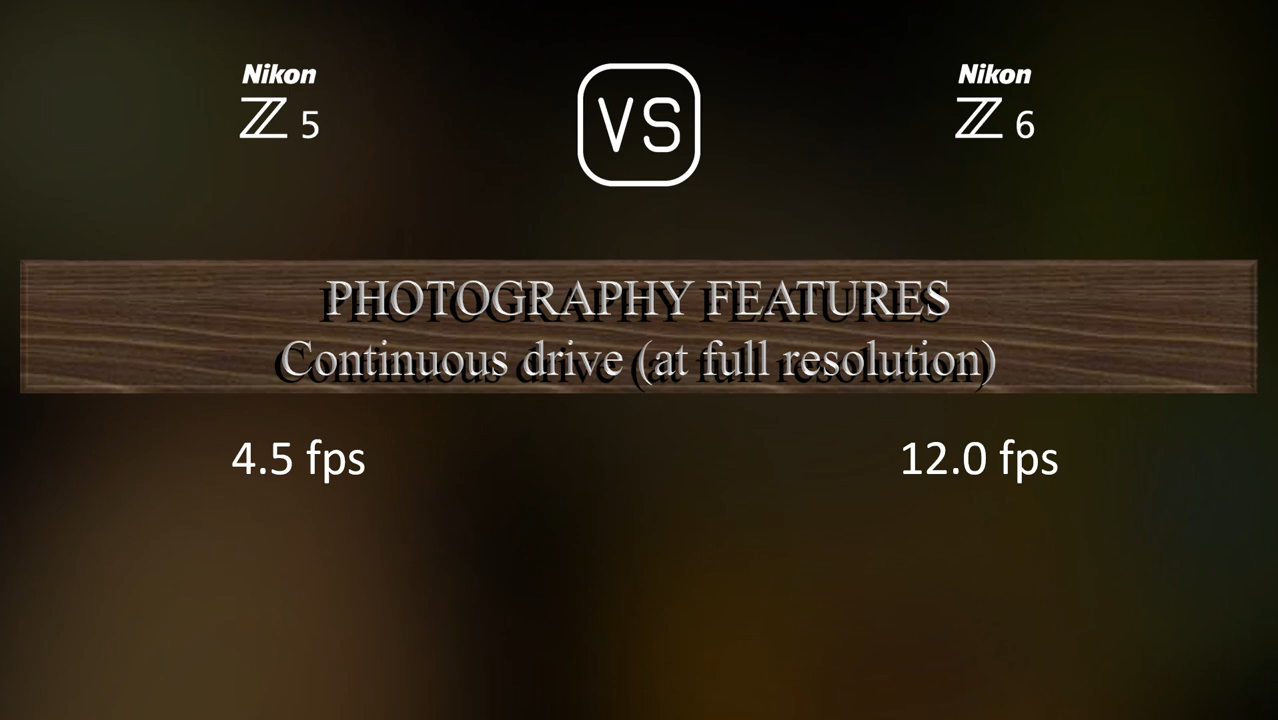 Nikon
Z 5
VS
Nikon
Z 6
PHOTOGRAPHY FEATURES
Continuous drive (at full resolution)
4.5 fps
12.0 fps